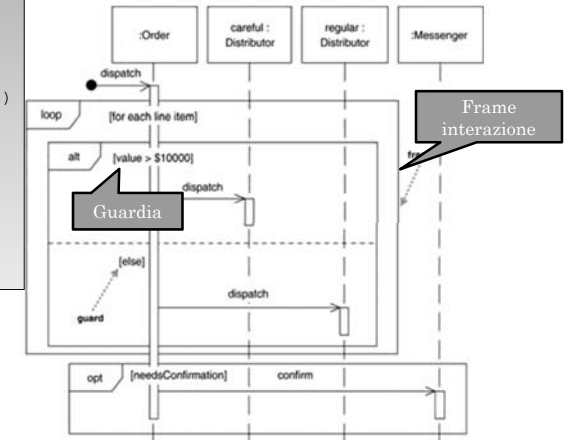 :Order
careful :
Distributor
regular :
Distributor
:Messenger
dispatch
)
loop
[for each line item]
Frame
interazione
alt
[value > $10000]
dispatch
Guardia
[else]
dispatch
guard
opt
[needsConfirmation]
confirm